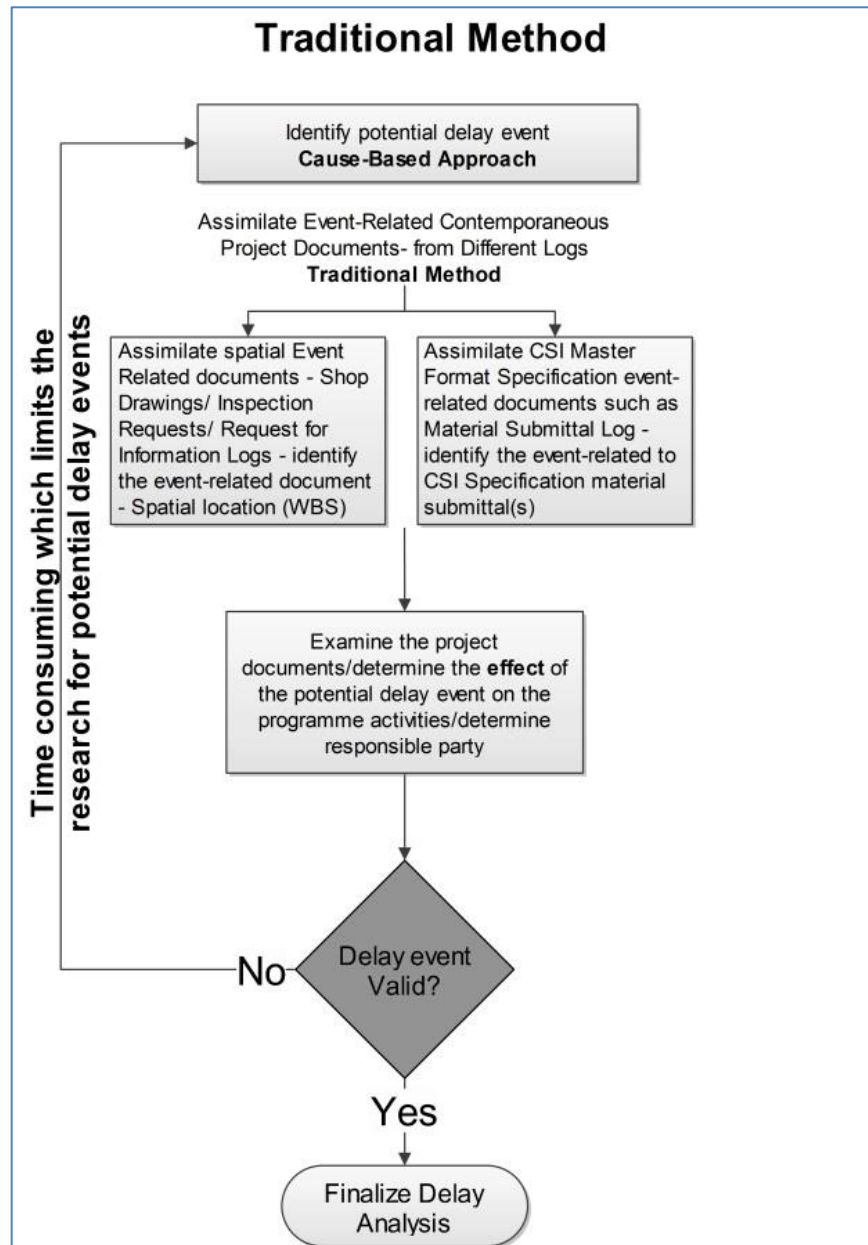 Traditional Method
Identify potential delay event
Cause-Based Approach
Assimilate Event-Related Contemporaneous
Project Documents- from Different Logs
Traditional Method
Assimilate spatial Event
Related documents - Shop
Drawings/ Inspection
Requests/ Request for
Information Logs - identify
the event-related document
- Spatial location (WBS)
Assimilate CSI Master
Format Specification event-
related documents such as
Material Submittal Log -
identify the event-related to
CSI Specification material
submittal(s)
Time consuming which limits the
research for potential delay events
Examine the project
documents/determine the effect of
the potential delay event on the
programme activities/determine
responsible party
Delay event
Valid?
No
Yes
Finalize Delay
Analysis